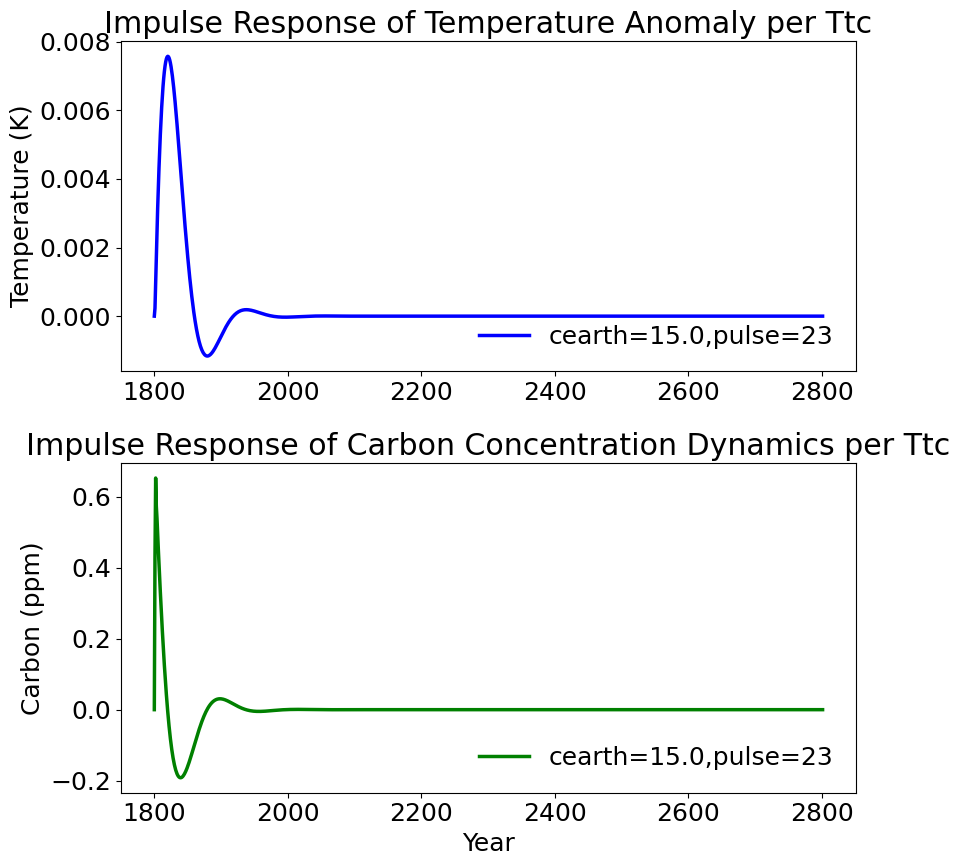 Impulse Response of Temperature Anomaly per Ttc
Temperature (K)
0.008
0.006
0.004
0.002
0.000
cearth=15.0,pulse=23
1800 2000 2200 2400 2600 2800
Impulse Response of Carbon Concentration Dynamics per Ttc
Carbon (ppm)
0.6
0.4
0.2
0.0
−0.2
cearth=15.0,pulse=23
1800 2000 2200 2400 2600 2800
Year